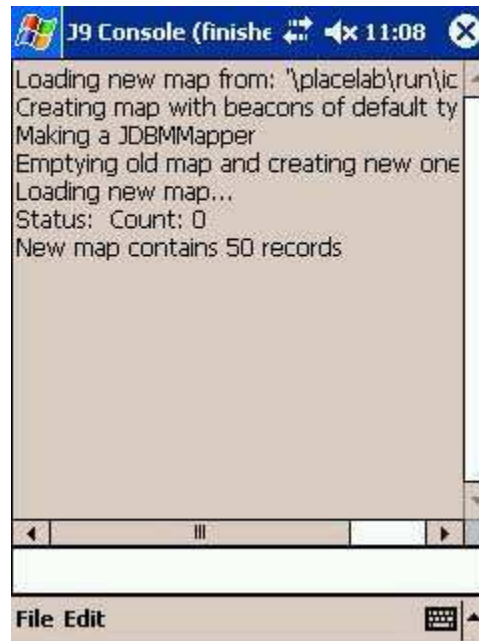 J9 Console (finishe 11:08
Loading new map from: "\placelab\run\ic
Creating map with beacons of default ty
Making a JDBMMapper
Emptying old map and creating new one
Loading new map...
Status:  Count: 0
New map contains 50 records
File Edit